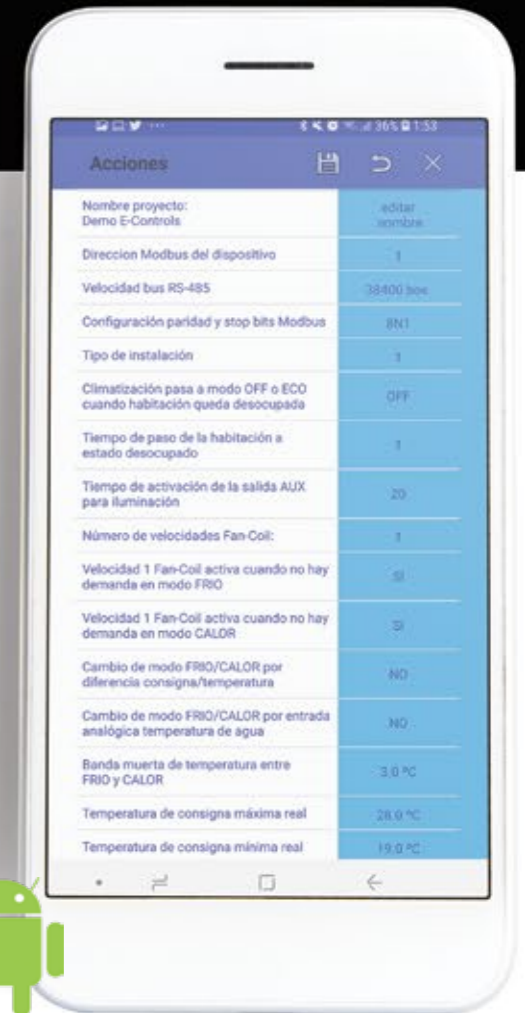 36% 1:53
Acciones
Nombre proyecto:
Demo E-Controls
editar
nombre
Direccion Modbus del dispositivo 1
Velocidad bus RS-485 38400
Configuración paridad y stop bits Modbus 8N1
Tipo de instalación 1
Climatización pasa a modo OFF o ECO
cuando habitación queda desocupada
OFF
Tiempo de paso de la habitación a
estado desocupado
1
Tiempo de activación de la salida AUX
para iluminación
20
Número de velocidades Fan-Coil: 1
Velocidad 1 Fan-Coil activa cuando no hay
demanda en modo FRIO
SI
Velocidad 1 Fan-Coil activa cuando no hay
demanda en modo CALOR
SI
Cambio de modo FRIO/CALOR por
diferencia consigna/temperatura
NO
Cambio de modo FRIO/CALOR por entrada
analógica temperatura de agua
NO
Banda muerta de temperatura entre
FRIO y CALOR
3.0 ºC
Temperatura de consigna máxima real 28.0 ºC
Temperatura de consigna mínima real 19.0 ºC